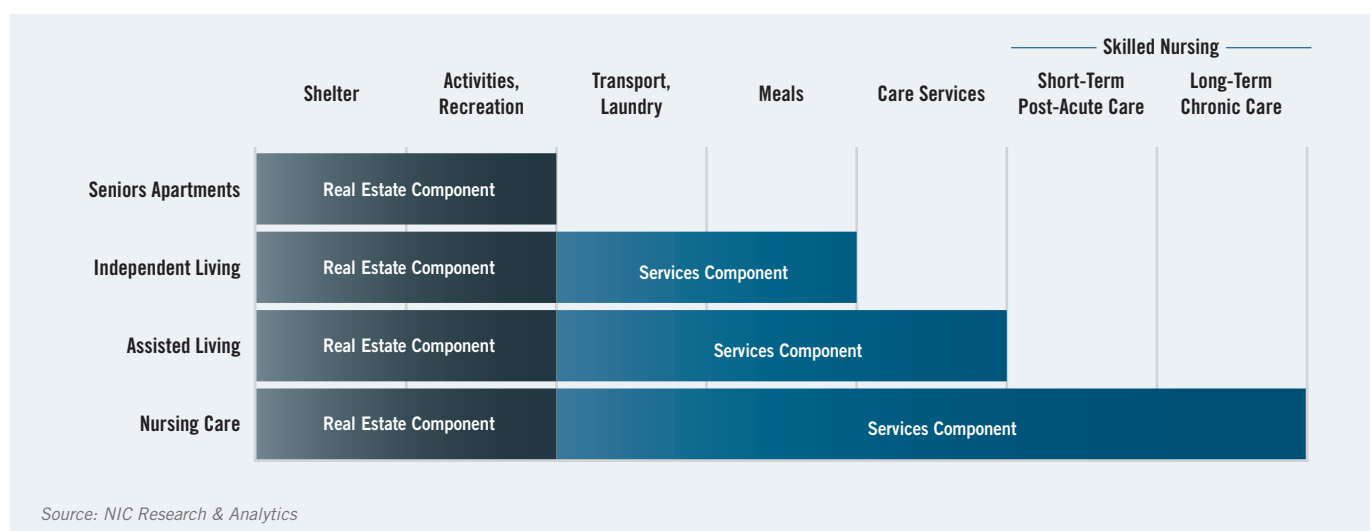 Skilled Nursing
Shelter
Activities,
Recreation
Transport,
Laundry
Meals
Care Services
Short-Term
Post-Acute Care
Long-Term
Chronic Care
Seniors Apartments
Real Estate Component
Independent Living
Real Estate Component
Services Component
Assisted Living
Real Estate Component
Services Component
Nursing Care
Real Estate Component
Services Component
Source: NIC Research & Analytics